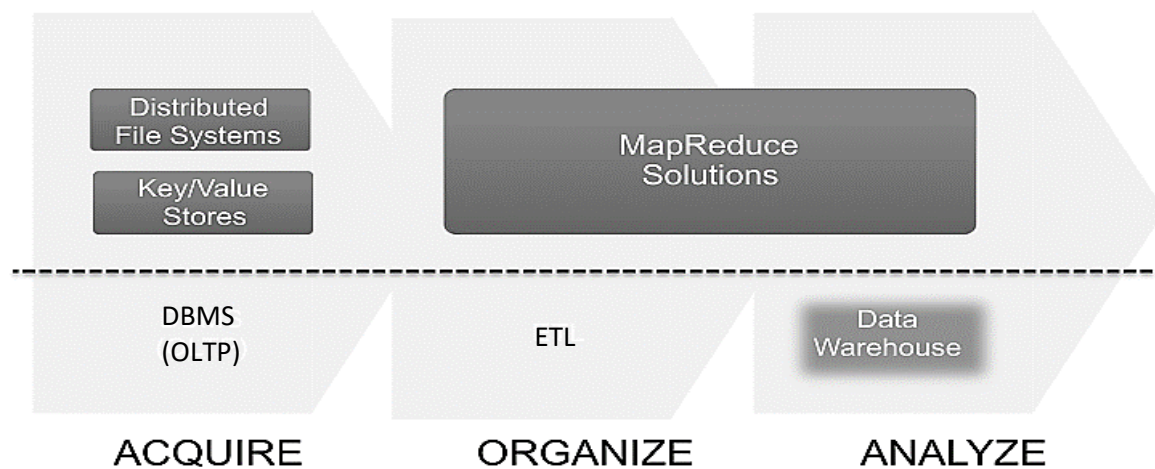 Distributed
File Systems
Key/Value
Stores
MapReduce
Solutions
DBMS
(OLTP)
ETL
Data
Warehouse
ACQUIRE
ORGANIZE
ANALYZE